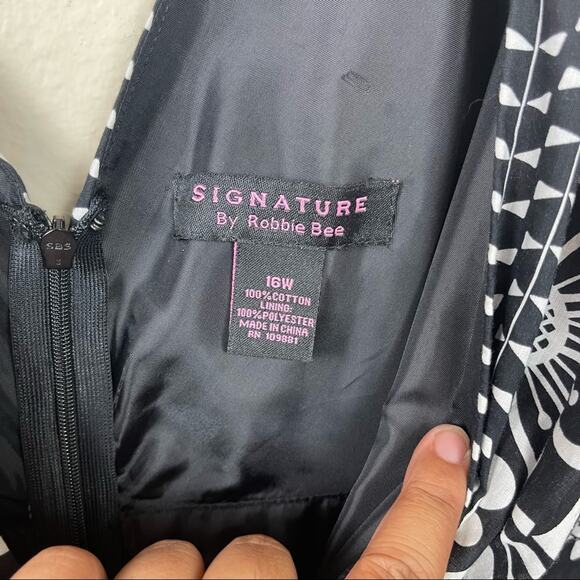 SIGNATURE
By Robbie Bee
16W
100% COTTON
LINING:
100% POLYESTER
MADE IN CHINA
RN 109881
SBS